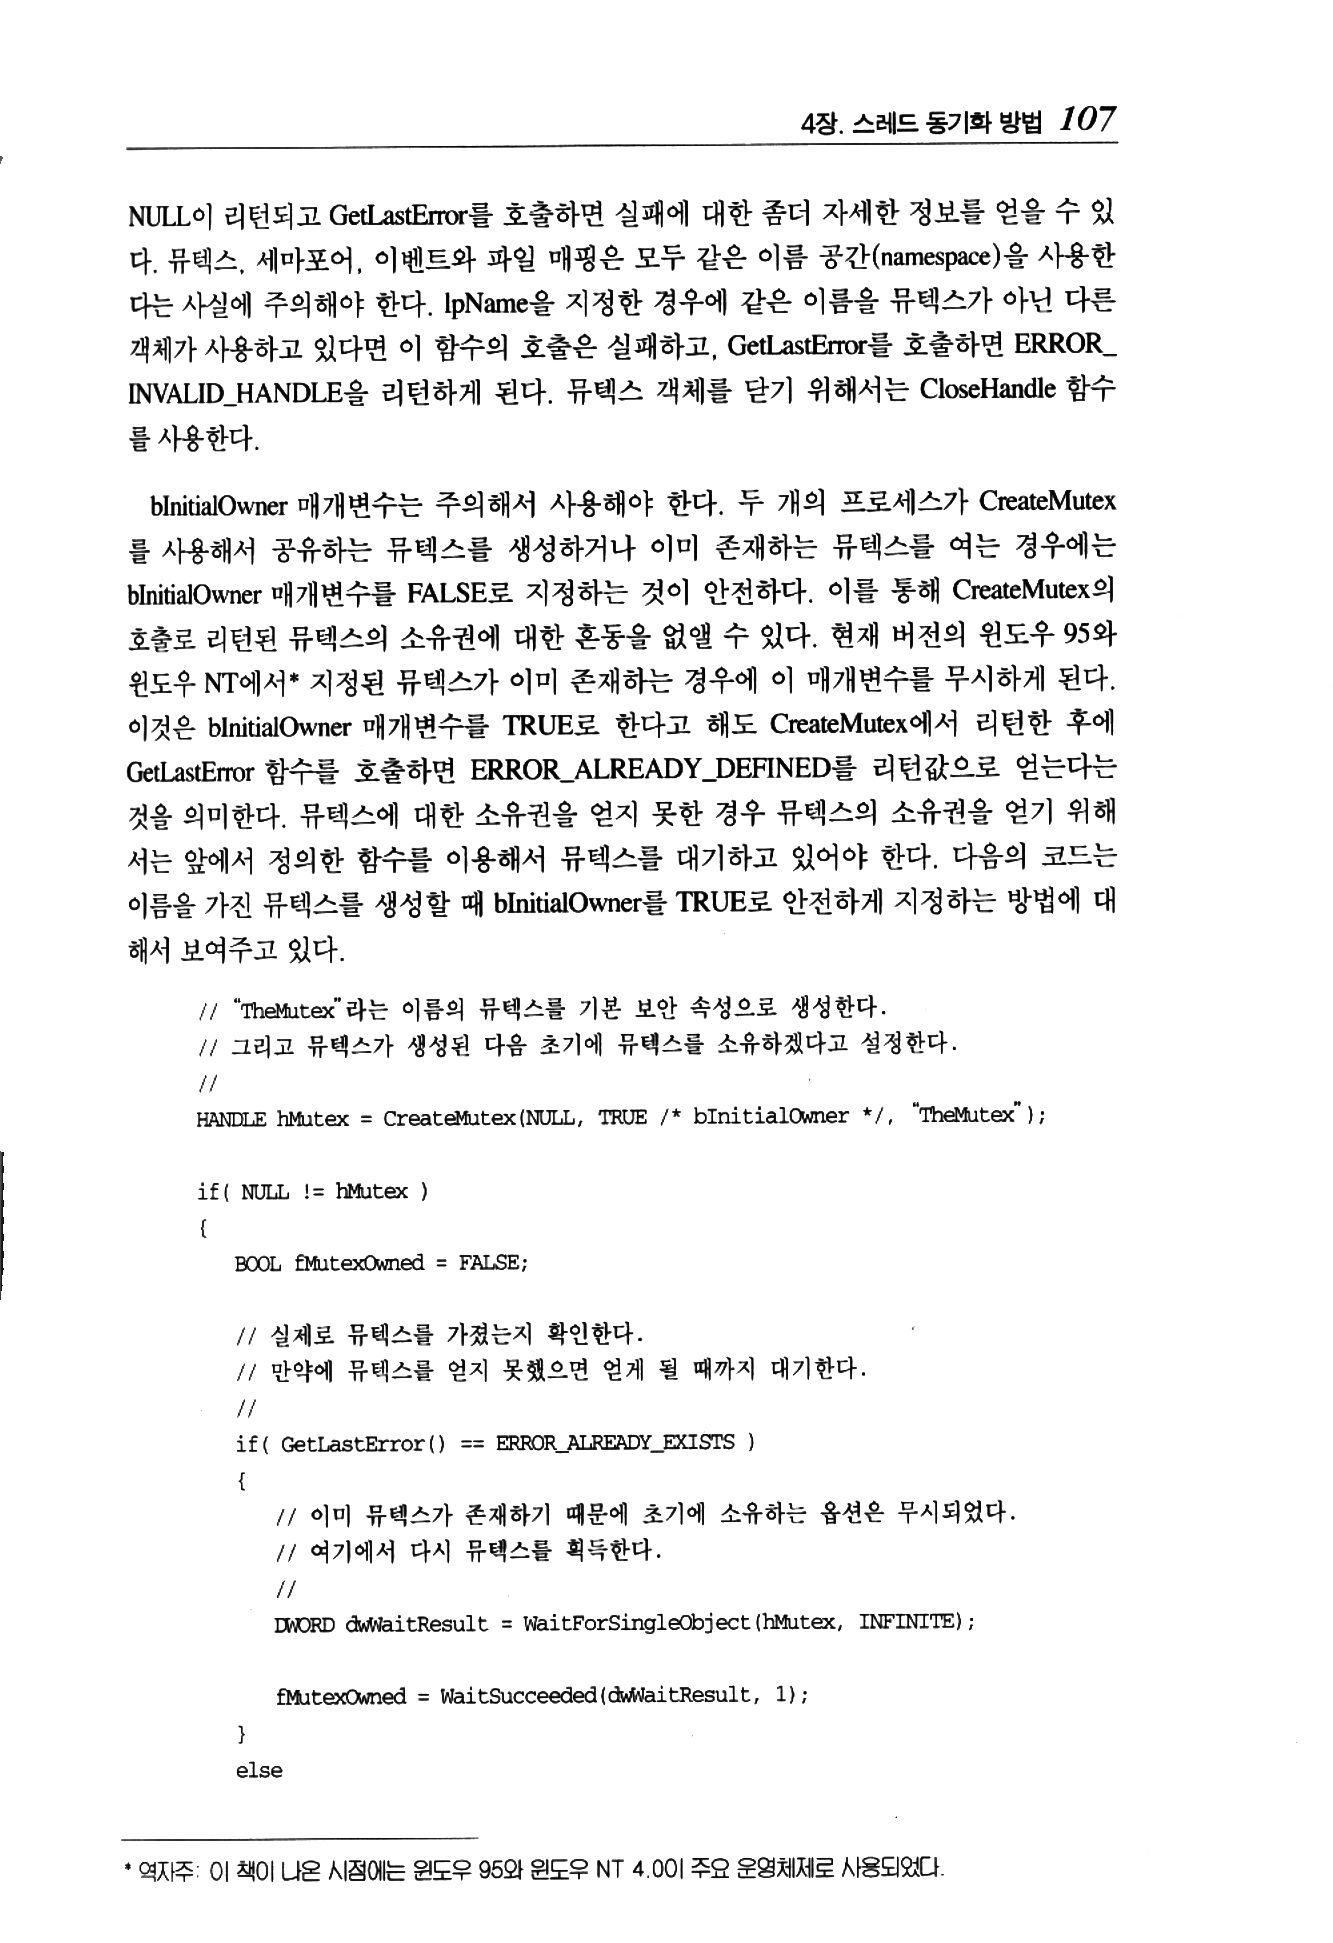 4장. 스레드 동기화 방법 107
NULL이 리턴되고 GetLastError를 호출하면 실패에 대한 좀더 자세한 정보를 얻을 수 있
다. 뮤텍스, 세마포어, 이벤트와 파일 매핑은 모두 같은 이름 공간(namespace)을 사용한
다는 사실에 주의해야 한다. lpName을 지정한 경우에 같은 이름을 뮤텍스가 아닌 다른
객체가 사용하고 있다면 이 함수의 호출은 실패하고, GetLastError를 호출하면 ERROR_
INVALID_HANDLE을 리턴하게 된다. 뮤텍스 객체를 닫기 위해서는 CloseHandle 함수
를 사용한다.
bInitialOwner 매개변수는 주의해서 사용해야 한다. 두 개의 프로세스가 CreateMutex
를 사용해서 공유하는 뮤텍스를 생성하거나 이미 존재하는 뮤텍스를 여는 경우에는
bInitialOwner 매개변수를 FALSE로 지정하는 것이 안전하다. 이를 통해 CreateMutex의
호출로 리턴된 뮤텍스의 소유권에 대한 혼동을 없앨 수 있다. 현재 버전의 윈도우 95와
윈도우 NT에서* 지정된 뮤텍스가 이미 존재하는 경우에 이 매개변수를 무시하게 된다.
이것은 bInitialOwner 매개변수를 TRUE로 한다고 해도 CreateMutex에서 리턴한 후에
GetLastError 함수를 호출하면 ERROR_ALREADY_DEFINED를 리턴값으로 얻는다는
것을 의미한다. 뮤텍스에 대한 소유권을 얻지 못한 경우 뮤텍스의 소유권을 얻기 위해
서는 앞에서 정의한 함수를 이용해서 뮤텍스를 대기하고 있어야 한다. 다음의 코드는
이름을 가진 뮤텍스를 생성할 때 bInitialOwner를 TRUE로 안전하게 지정하는 방법에 대
해서 보여주고 있다.
// "TheMutex"라는 이름의 뮤텍스를 기본 보안 속성으로 생성한다.
// 그리고 뮤텍스가 생성된 다음 초기에 뮤텍스를 소유하겠다고 설정한다.
//
HANDLE hMutex = CreateMutex(NULL, TRUE /* bInitialOwner */, "TheMutex");
if( NULL != hMutex )
{
BOOL fMutexOwned = FALSE;
// 실제로 뮤텍스를 가졌는지 확인한다.
// 만약에 뮤텍스를 얻지 못했으면 얻게 될 때까지 대기한다.
//
if( GetLastError() == ERROR_ALREADY_EXISTS )
{
// 이미 뮤텍스가 존재하기 때문에 초기에 소유하는 옵션은 무시되었다.
// 여기에서 다시 뮤텍스를 획득한다.
//
DWORD dwWaitResult = WaitForSingleObject(hMutex, INFINITE);
fMutexOwned = WaitSucceeded(dwWaitResult, 1);
}
else
* 역자주: 이 책이 나온 시점에는 윈도우 95와 윈도우 NT 4.0이 주요 운영체제로 사용되었다.